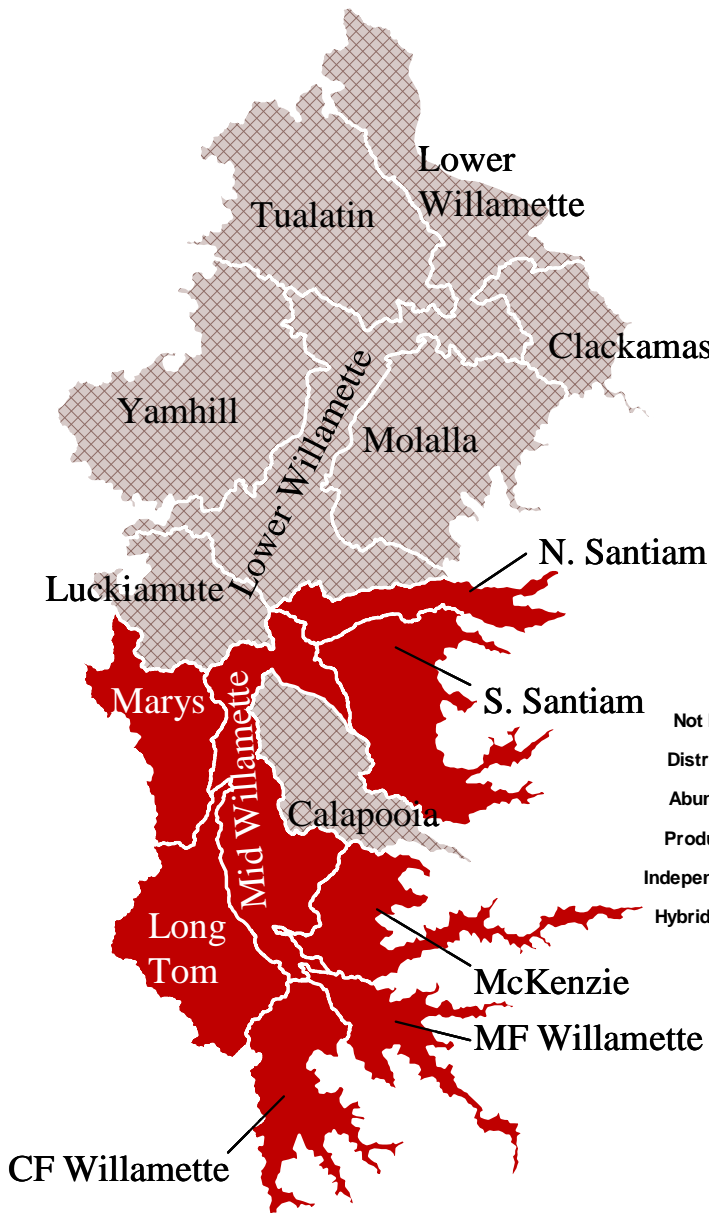 Lower
Willamette
Tualatin
Clackamas
Yamhill
Lower Willamette
Molalla
N. Santiam
Luckiamute
Marys
S. Santiam
Mid Willamette
Not
Calapooia
Long
Tom
McKenzie
MF Willamette
CF Willamette